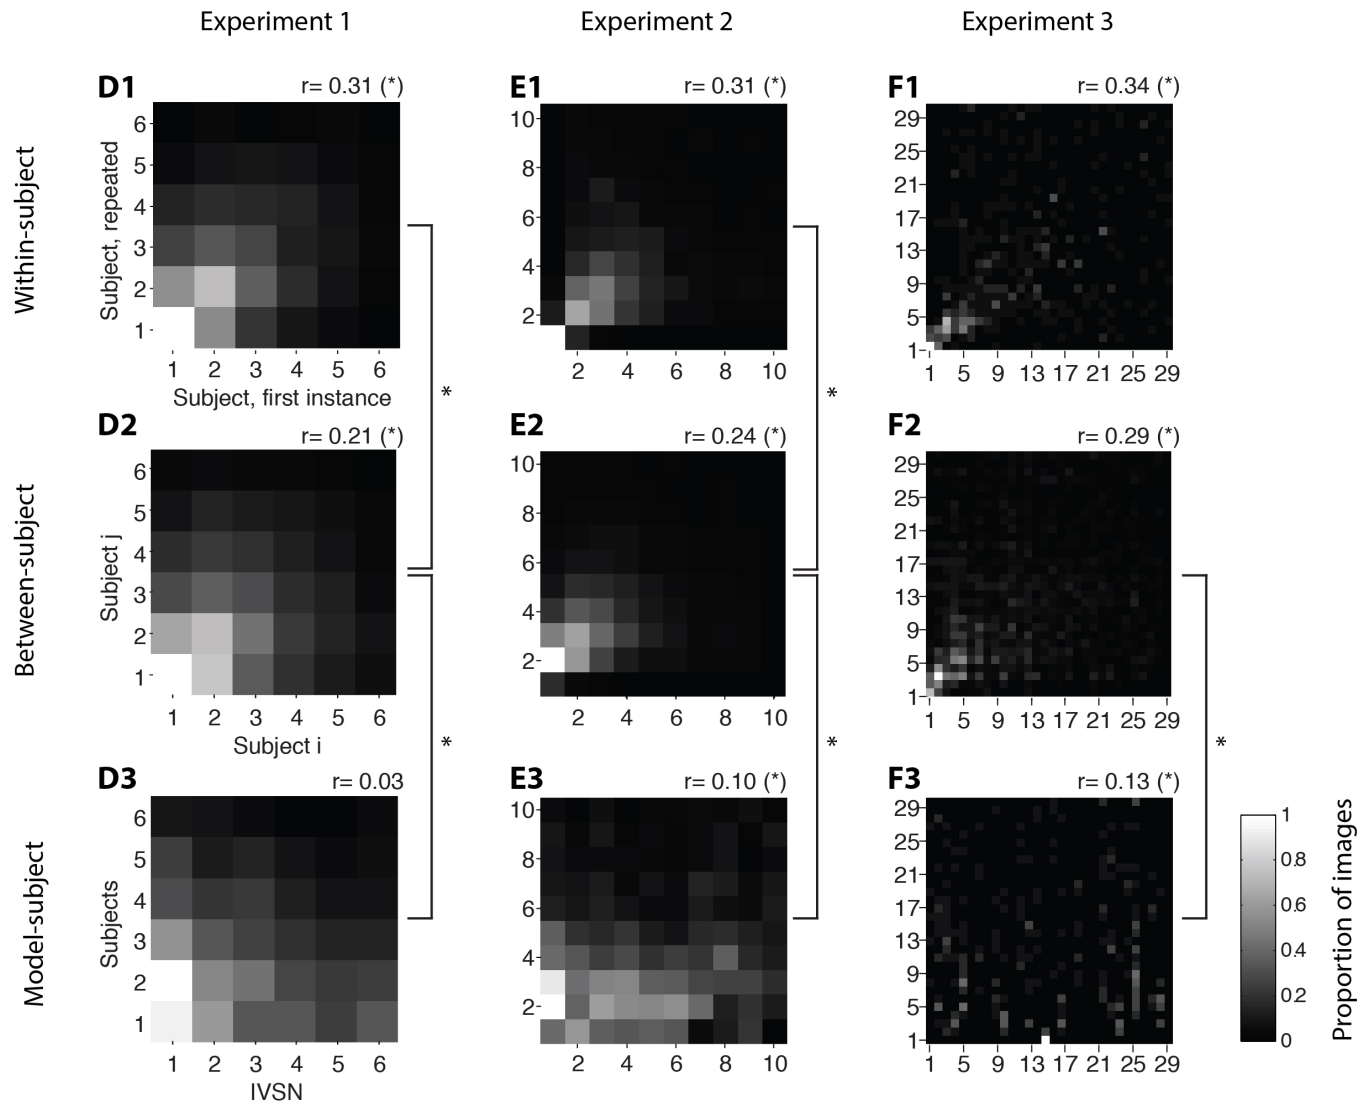 Experiment 1 Experiment 2 Experiment 3
Within-subject
D1 r= 0.31 (*)
Subject, repeated
6
5
4
3
2
1
1 2 3 4 5 6
Subject, first instance
E1 r= 0.31 (*)
10
8
6
4
2
2 4 6 8 10
F1 r= 0.34 (*)
29
25
21
17
13
9
5
1
1 5 9 13 17 21 25 29
* *
Between-subject
D2 r= 0.21 (*)
Subject j
6
5
4
3
2
1
1 2 3 4 5 6
Subject i
E2 r= 0.24 (*)
10
8
6
4
2
2 4 6 8 10
F2 r= 0.29 (*)
29
25
21
17
13
9
5
1
1 5 9 13 17 21 25 29
* * *
Model-subject
D3 r= 0.03
Subjects
6
5
4
3
2
1
1 2 3 4 5 6
IVSN
E3 r= 0.10 (*)
10
8
6
4
2
2 4 6 8 10
F3 r= 0.13 (*)
29
25
21
17
13
9
5
1
1 5 9 13 17 21 25 29
1
0.8
0.6
0.4
0.2
0
Proportion of images